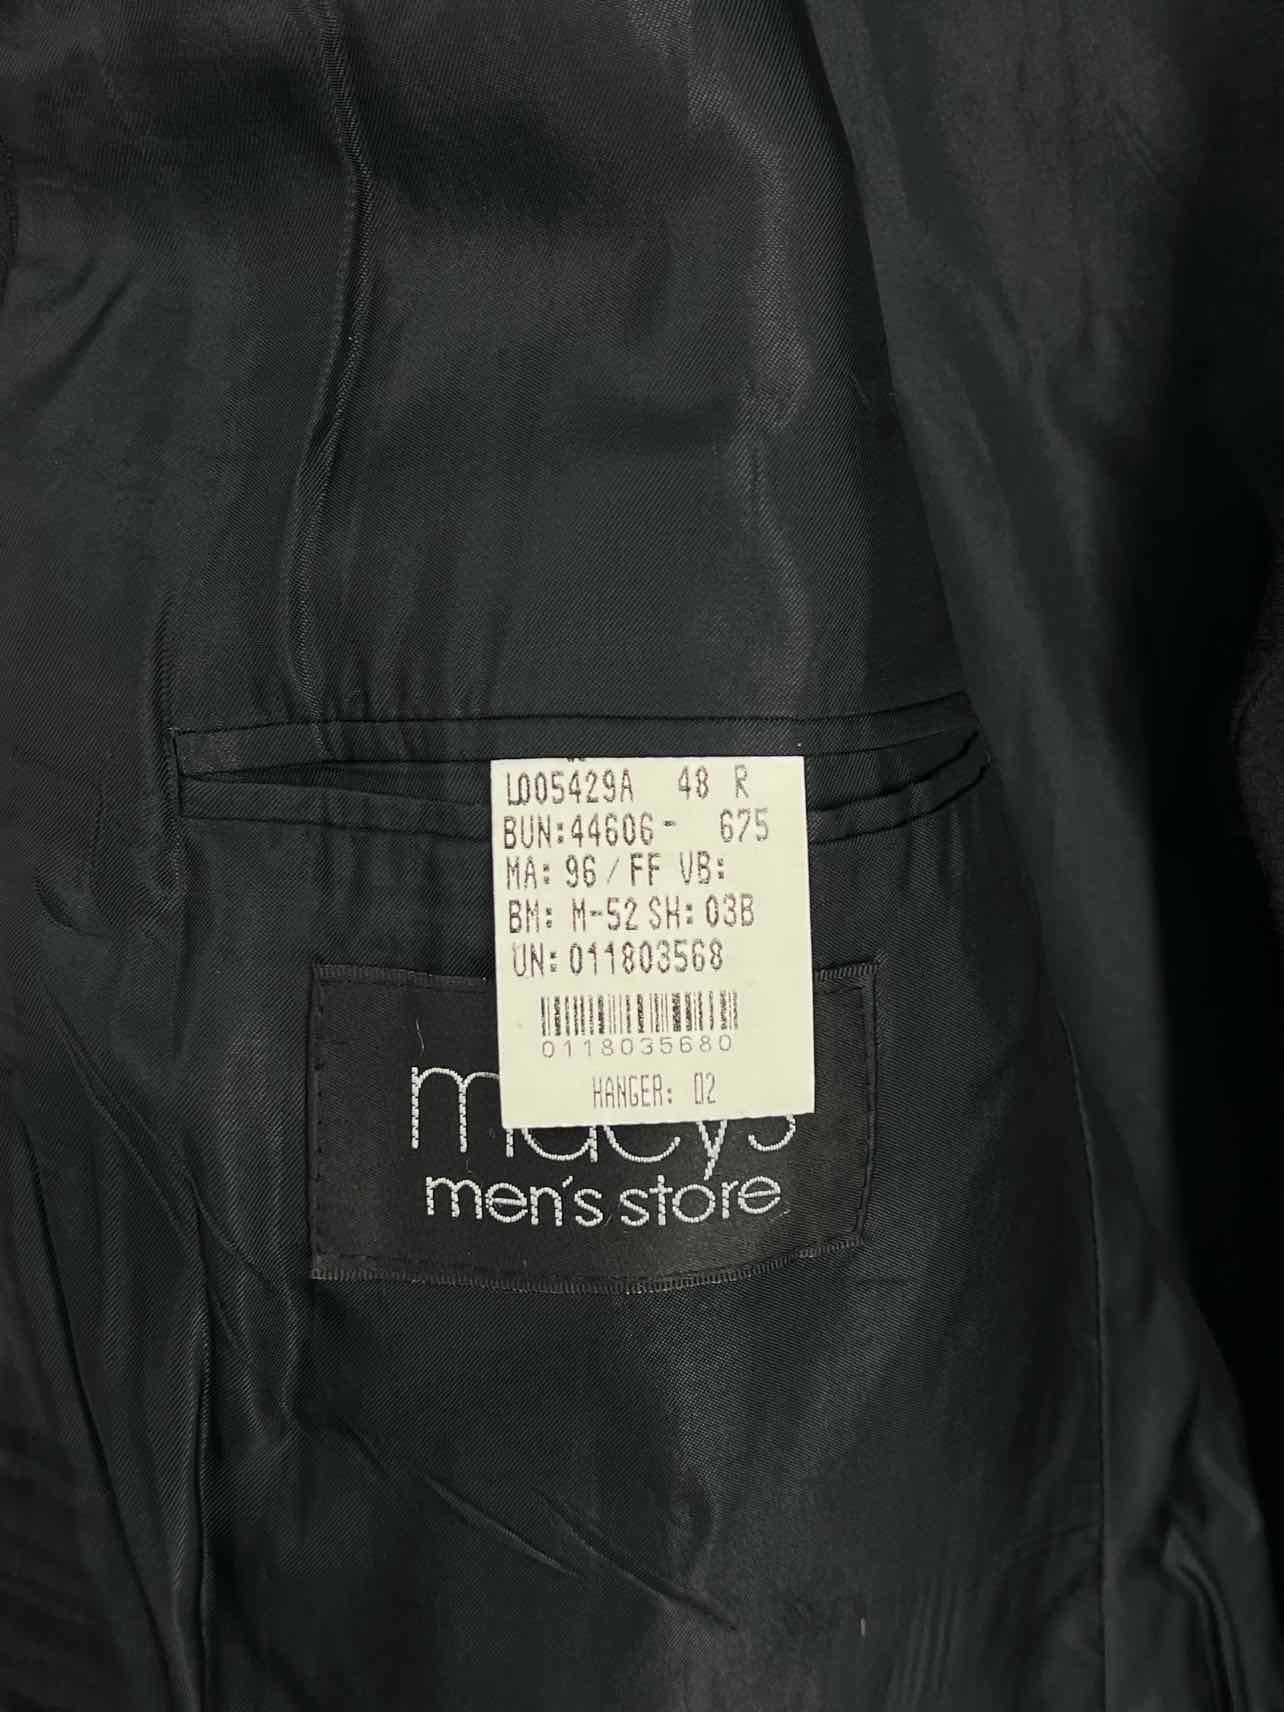 L005429A 48 R
BUN:44606- 675
MA: 96 / FF VB:
BM: M-52 SH: 03B
UN: 011803568
0118035680
HANGER: 02
macy's
men's store